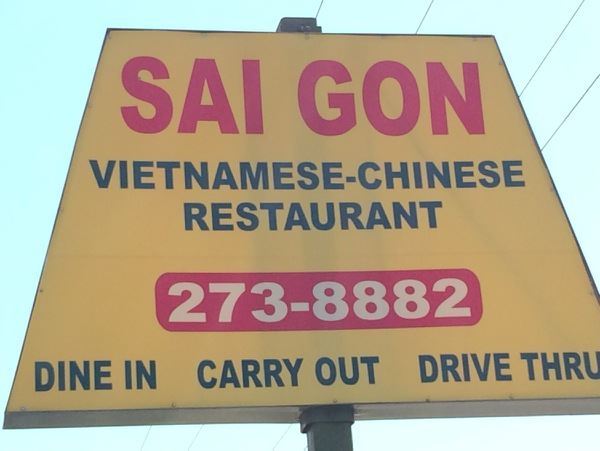 SAI GON
VIETNAMESE-CHINESE
RESTAURANT
273-8882
DINE IN CARRY OUT DRIVE THRU